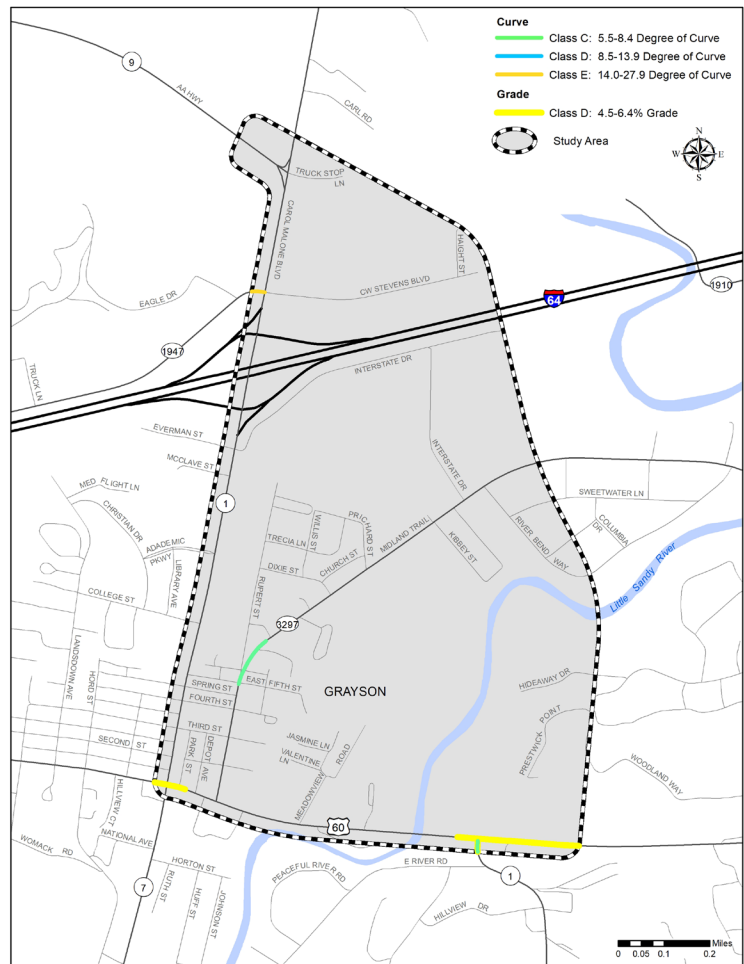 Curve
Class C: 5.5-8.4 Degree of Curve
Class D: 8.5-13.9 Degree of Curve
Class E: 14.0-27.9 Degree of Curve
Grade
Class D: 4.5-6.4% Grade
Study Area
N
W
E
S
9
AA HWY
CARL RD
TRUCK STOP
LN
CAROL MALONE BLVD
HAIGHT ST
EAGLE DR
CW STEVENS BLVD
1910
64
1947
TRUCK LN
INTERSTATE DR
EVERMAN ST
MCCLAVE ST
INTERSTATE DR
MED FLIGHT LN
CHRISTIAN DR
1
SWEETWATER LN
COLUMBIA
DR
RIVER BEND WAY
PRICHARD ST
WILLIS ST
MIDLAND TRAIL
KIBBEY ST
TRECIA LN
ADADEMIC
PKWY
LIBRARY AVE
CHURCH ST
DIXIE ST
RUPERT ST
COLLEGE ST
Little Sandy River
3297
LANDSDOWN AVE
HORD ST
SPRING ST
EAST FIFTH ST
FOURTH ST
GRAYSON
HIDEAWAY DR
POINT
PRESTWICK
THIRD ST
SECOND ST
PARK ST
DEPOT AVE
JASMINE LN
VALENTINE
LN
MEADOWVIEW
ROAD
WOODLAND WAY
HILLVIEW CT
60
NATIONAL AVE
WOMACK RD
HORTON ST
E RIVER RD
PEACEFUL RIVER RD
1
7
RUTH ST
HUFF ST
JOHNSON ST
HILLVIEW DR
Miles
0 0.05 0.1 0.2